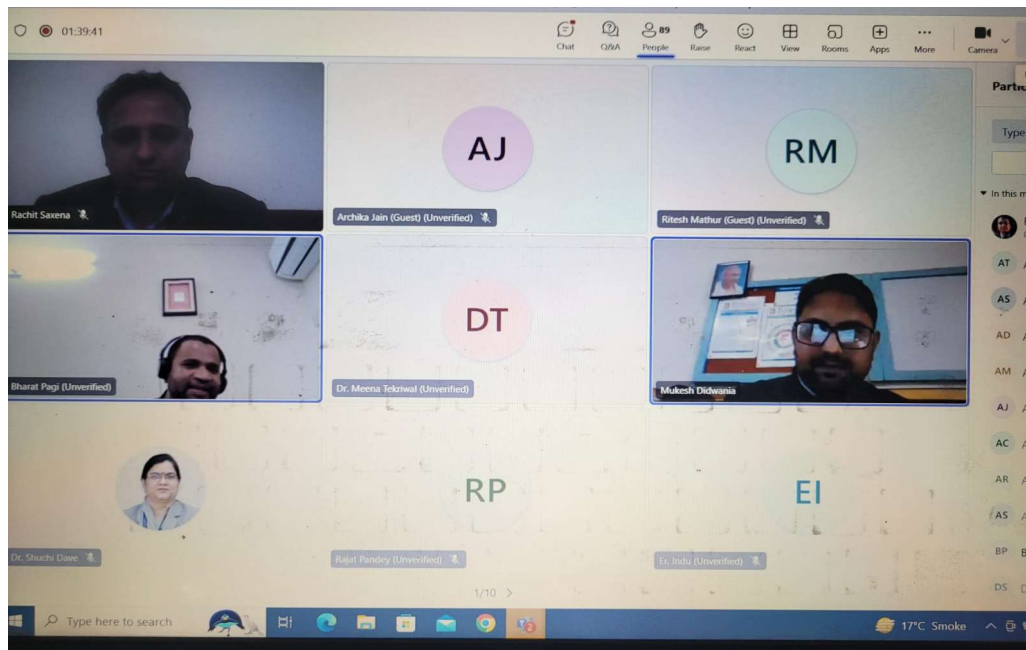 01:39:41
89
Chat Q&A People Raise React View Rooms Apps More Camera
Rachit Saxena
AJ
Archika Jain (Guest) (Unverified)
RM
Ritesh Mathur (Guest) (Unverified)
Bharat Pagi (Unverified)
DT
Dr. Meena Tekriwal (Unverified)
Mukesh Didwania
Dr. Shuchi Dave
RP
Rajat Pandey (Unverified)
EI
Er. Indu (Unverified)
1/10
Type
In this m
AT
AS
AD
AM
AJ
AC
AR
AS
BP B
DS
Type here to search
17°C Smoke